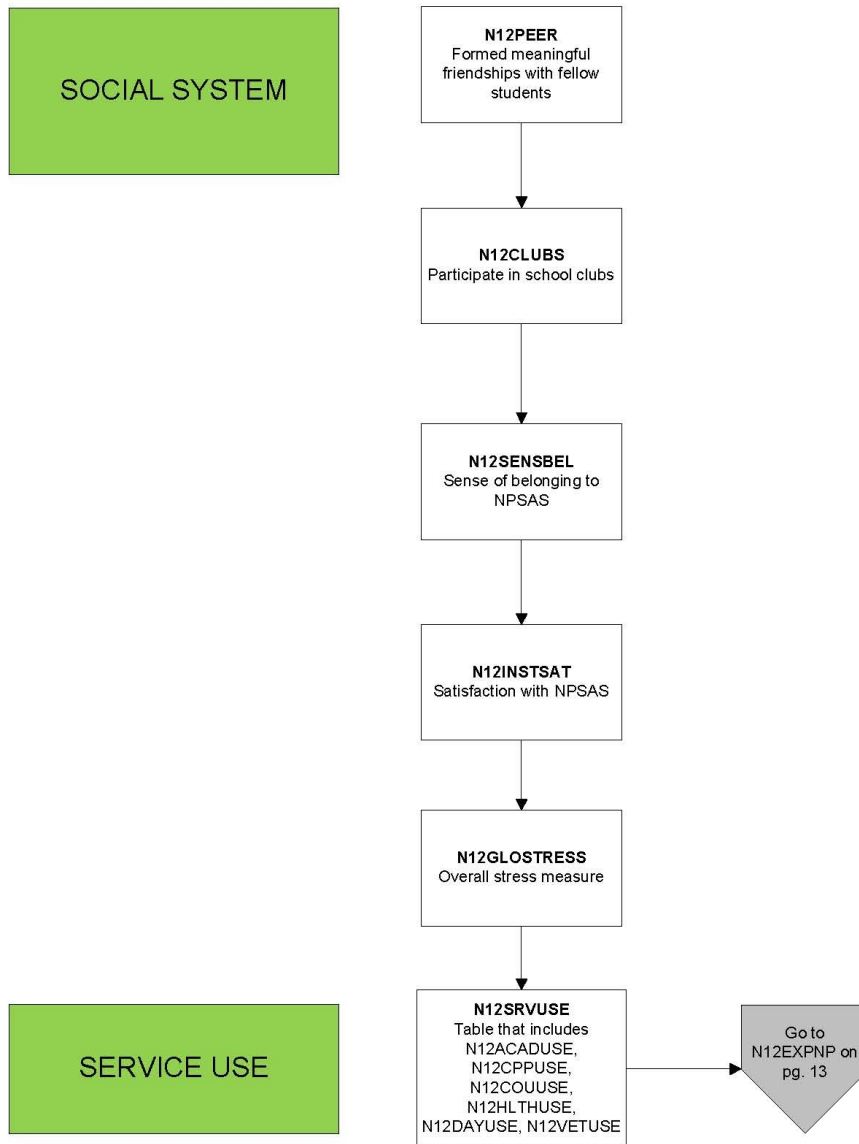 SOCIAL SYSTEM
N12PEER
Formed meaningful
friendships with fellow
students
N12CLUBS
Participate in school clubs
N12SENSBEL
Sense of belonging to
NPSAS
N12INSTSAT
Satisfaction with NPSAS
N12GLOSTRESS
Overall stress measure
SERVICE USE
N12SRVUSE
Table that includes
N12ACADUSE,
N12CPPUSE,
N12COUUSE,
N12HLTHUSE,
N12DAYUSE, N12VETUSE
Go to
N12EXPNP on
pg. 13